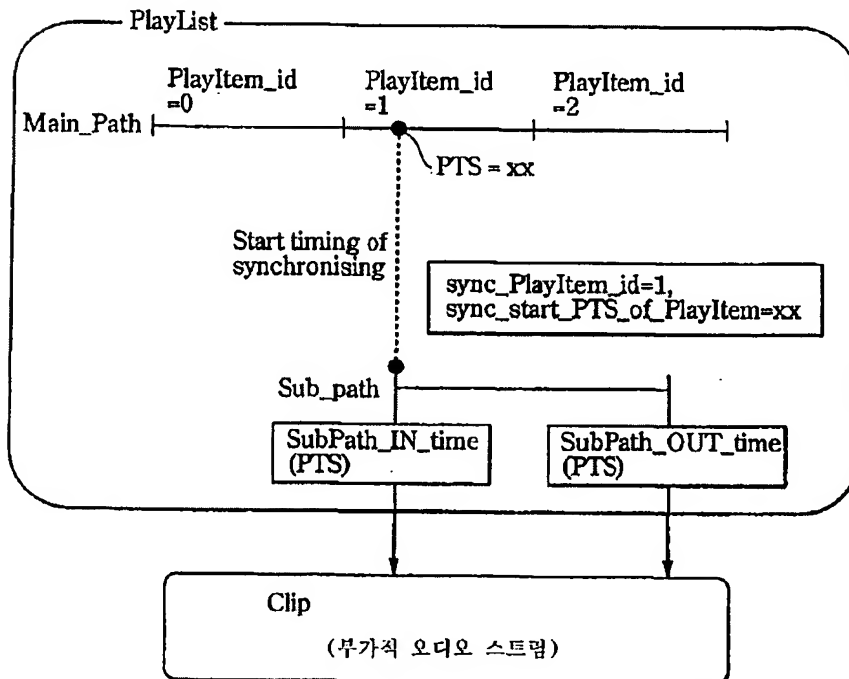 PlayList
PlayItem_id
=0
PlayItem_id
=1
PlayItem_id
=2
Main_Path
PTS = xx
Start timing of
synchronising
sync_PlayItem_id=1,
sync_start_PTS_of_PlayItem=xx
Sub_path
SubPath_IN_time
(PTS)
SubPath_OUT_time
(PTS)
Clip
(부가적 오디오 스트림)